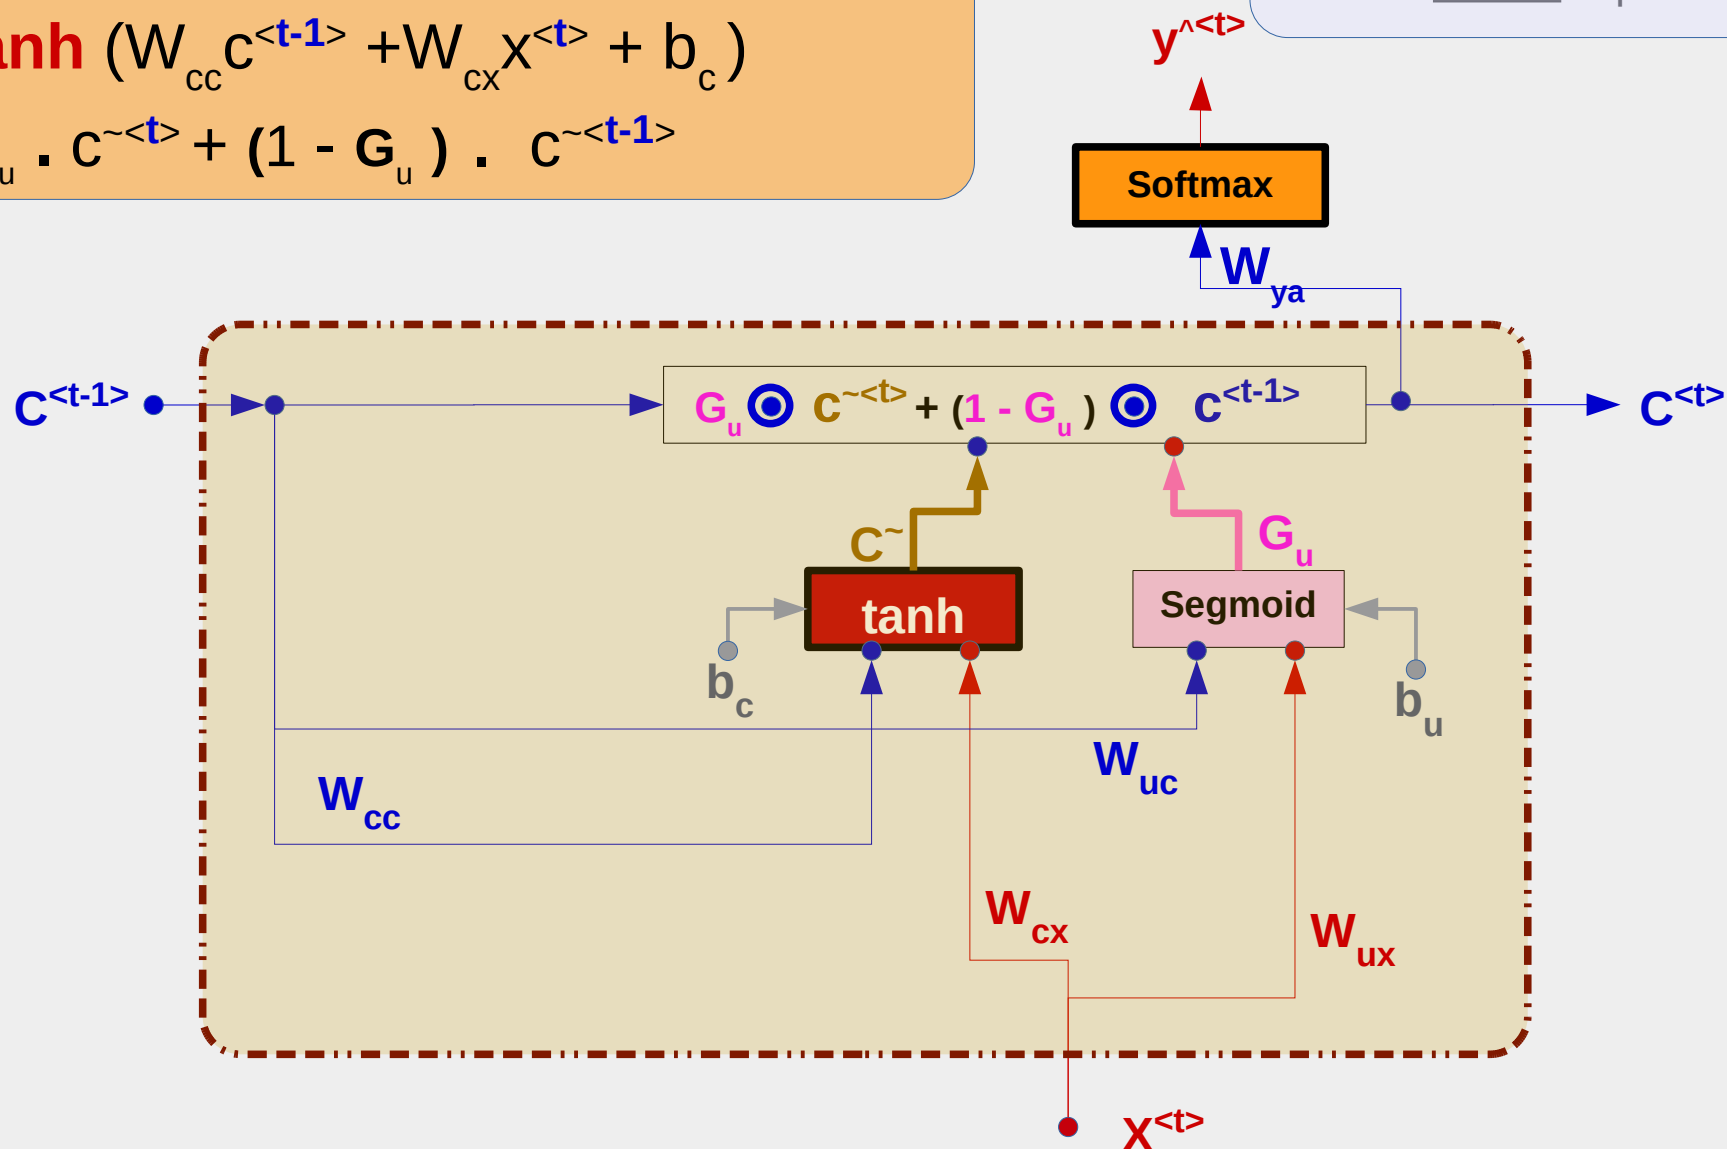 anh (Wccc<t-1> +Wcxx<t> + bc )
u . c~<t> + (1 - Gu ) . c~<t-1>
y^<t>
Softmax
Wya
C<t-1>
Gu ⊙ c~<t> + (1 - Gu ) ⊙ c<t-1>
C<t>
C~
Gu
tanh
Segmoid
bc
bu
Wuc
Wcc
Wcx
Wux
X<t>